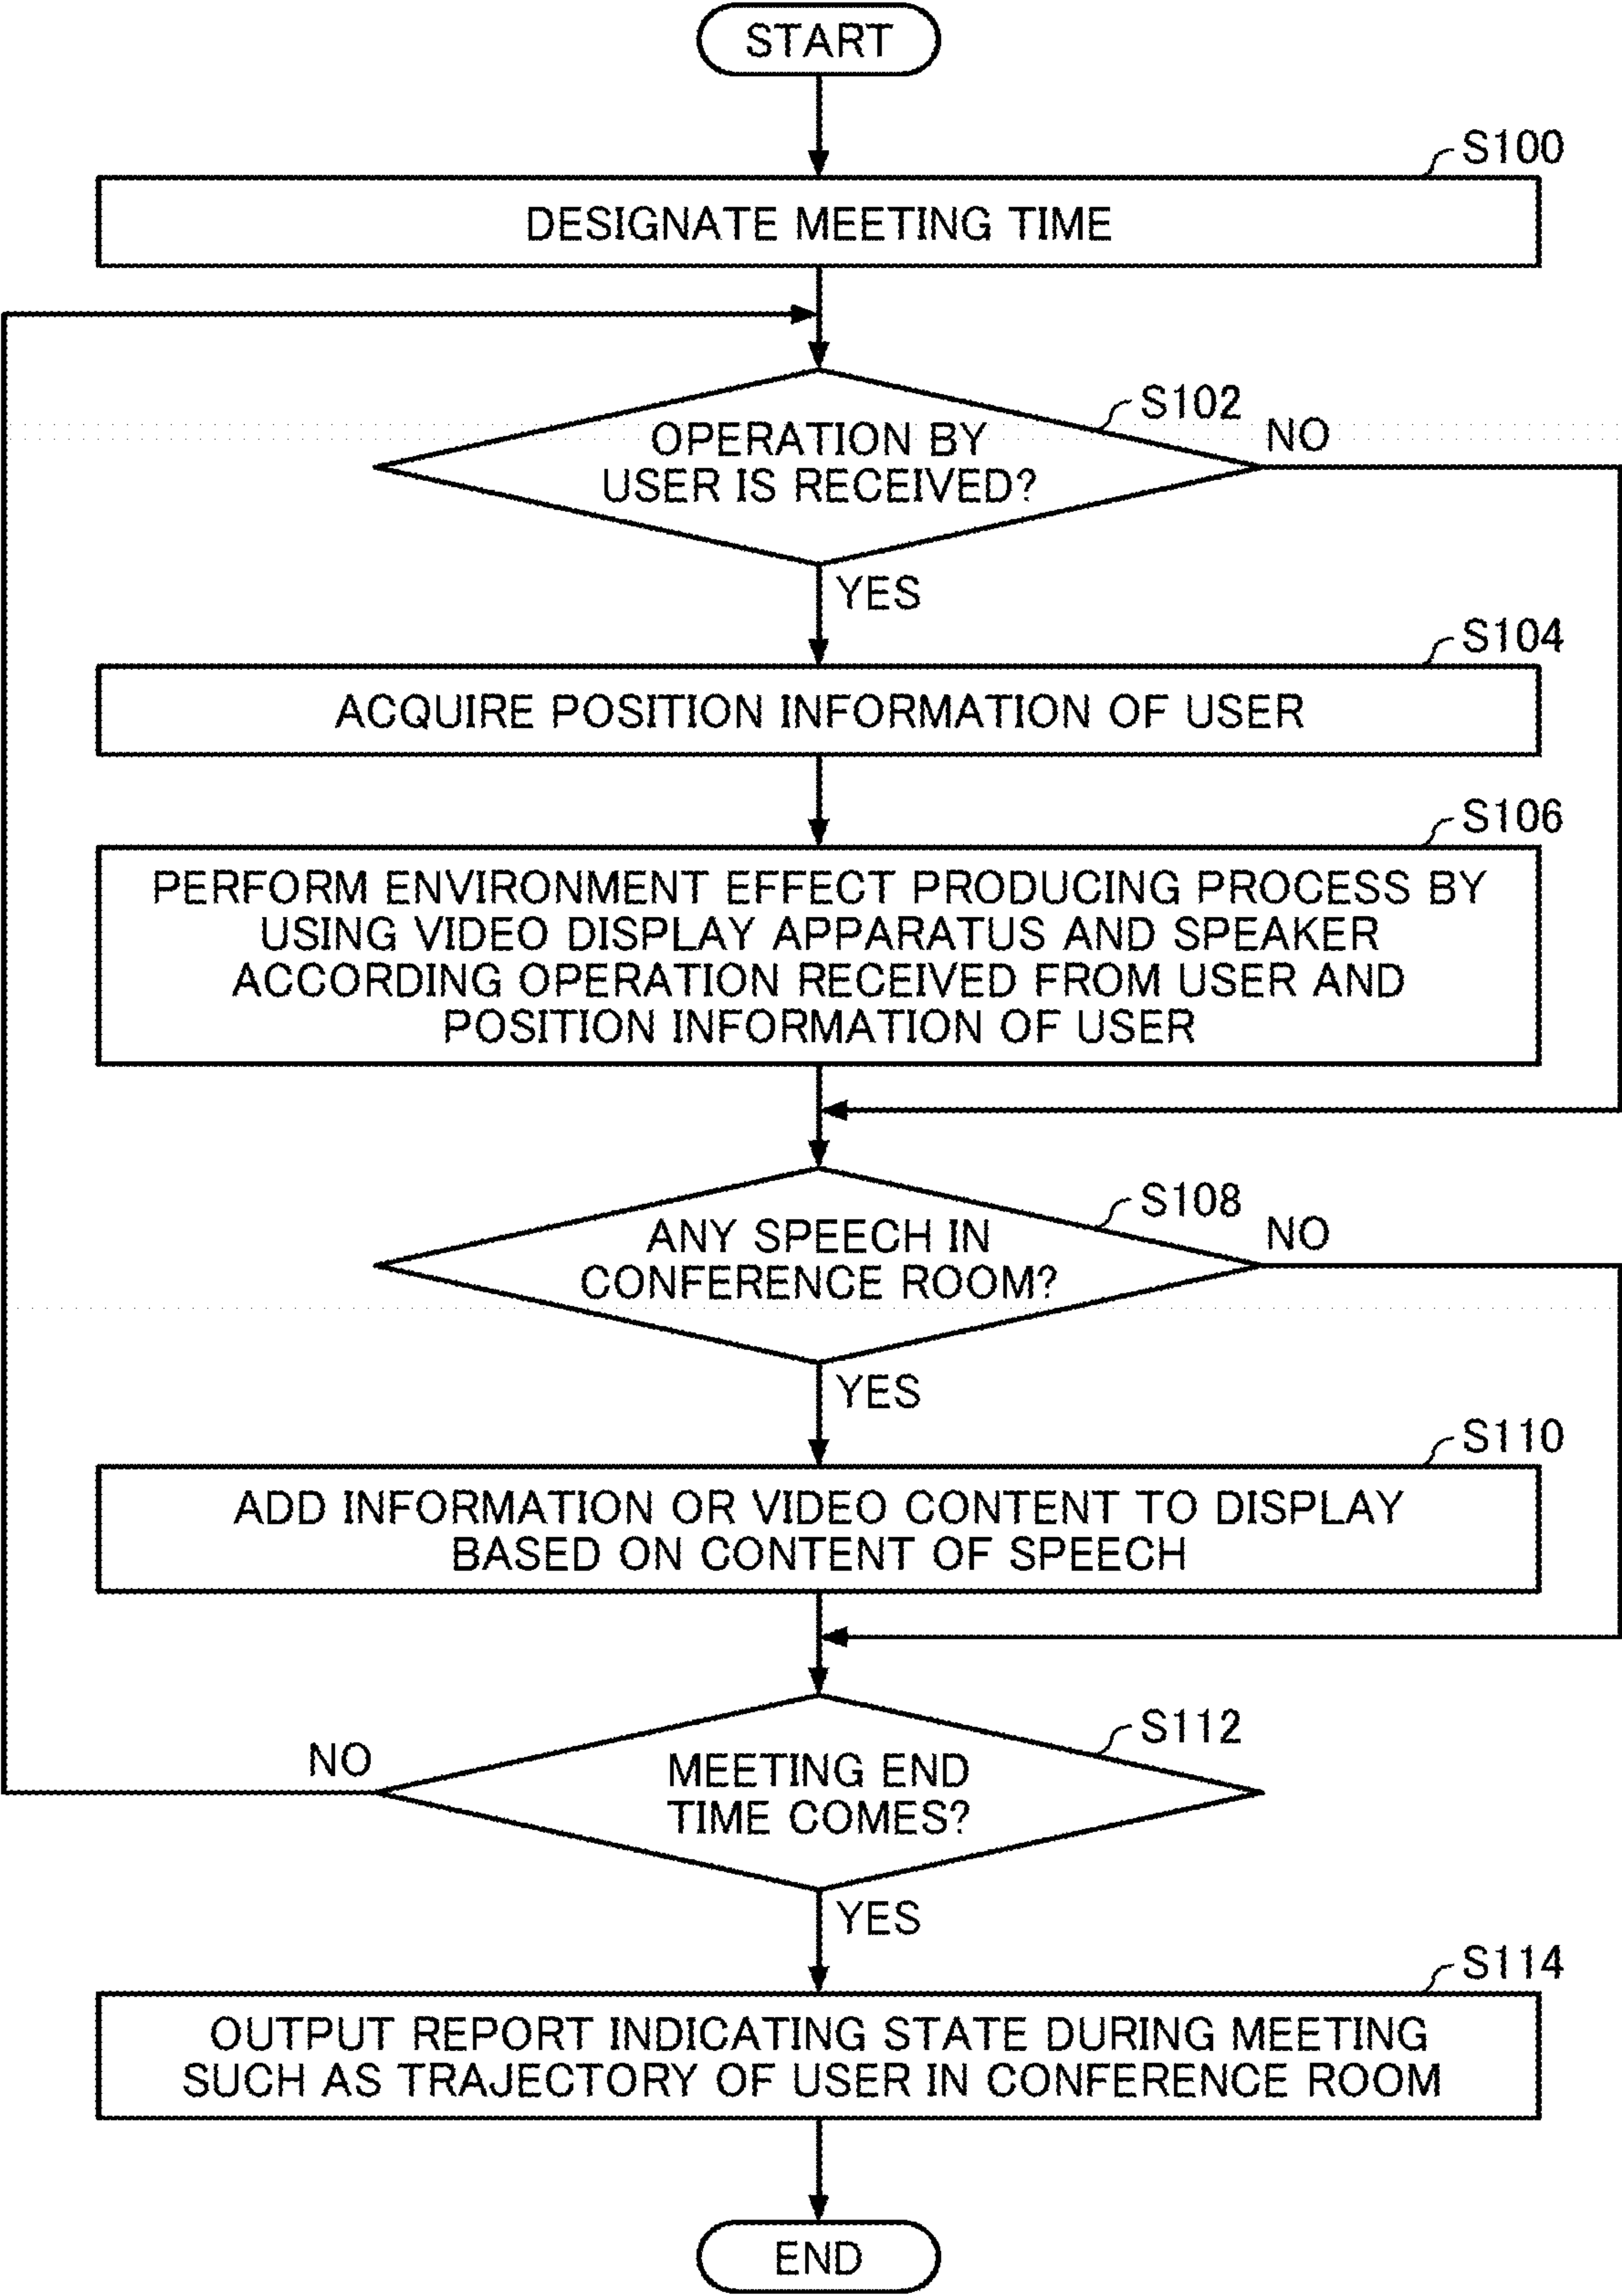 START
S100
DESIGNATE MEETING TIME
S102
OPERATION BY
USER IS RECEIVED?
NO
YES
S104
ACQUIRE POSITION INFORMATION OF USER
S106
PERFORM ENVIRONMENT EFFECT PRODUCING PROCESS BY
USING VIDEO DISPLAY APPARATUS AND SPEAKER
ACCORDING OPERATION RECEIVED FROM USER AND
POSITION INFORMATION OF USER
S108
ANY SPEECH IN
CONFERENCE ROOM?
NO
YES
S110
ADD INFORMATION OR VIDEO CONTENT TO DISPLAY
BASED ON CONTENT OF SPEECH
S112
NO
MEETING END
TIME COMES?
YES
S114
OUTPUT REPORT INDICATING STATE DURING MEETING
SUCH AS TRAJECTORY OF USER IN CONFERENCE ROOM
END